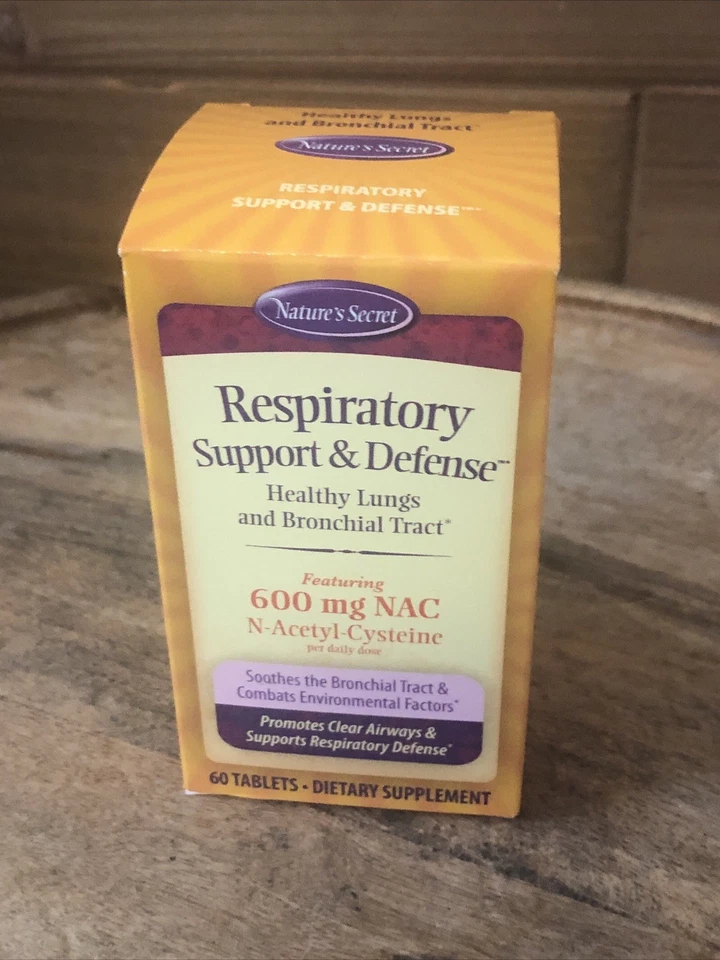 Healthy Lungs
and Bronchial Tract*
Nature's Secret
RESPIRATORY
SUPPORT & DEFENSE™*
Nature's Secret
Respiratory
Support & Defense™*
Healthy Lungs
and Bronchial Tract*
Featuring
600 mg NAC
N-Acetyl-Cysteine
per daily dose
Soothes the Bronchial Tract &
Combats Environmental Factors*
Promotes Clear Airways &
Supports Respiratory Defense*
60 TABLETS • DIETARY SUPPLEMENT